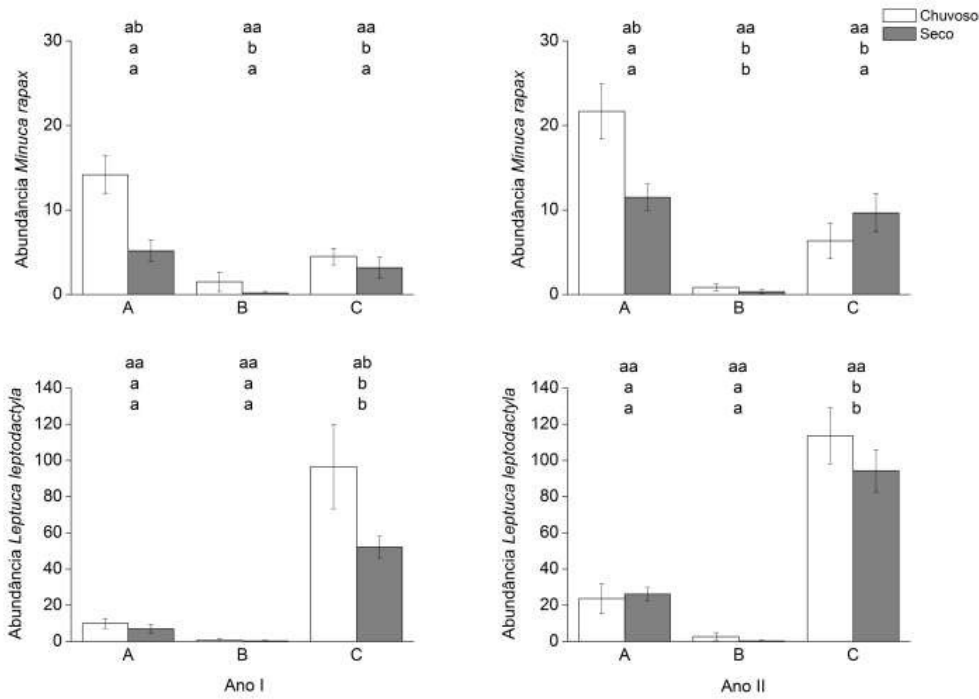 Chuvoso
Seco
ab aa aa
a b b
a a a
Abundância Minuca rapax
30
20
10
0
A B C
ab aa aa
a b b
a b a
Abundância Minuca rapax
30
20
10
0
A B C
aa aa ab
a a b
a a b
Abundância Leptuca leptodactyla
140
120
100
80
60
40
20
0
A B C
Ano I
aa aa aa
a a b
a a b
Abundância Leptuca leptodactyla
140
120
100
80
60
40
20
0
A B C
Ano II